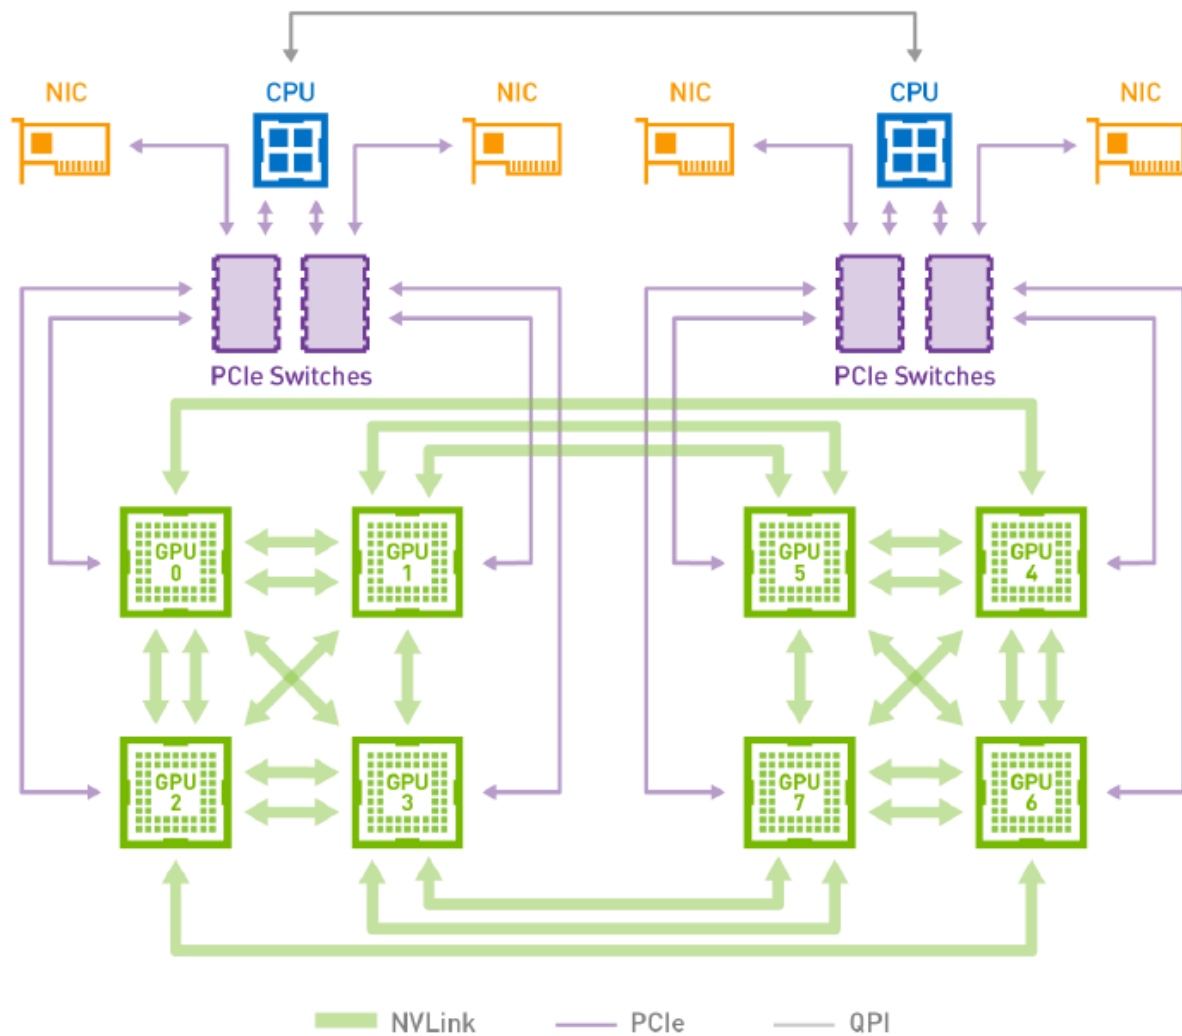 NIC
CPU
NIC
NIC
CPU
NIC
PCIe Switches
PCIe Switches
GPU
0
GPU
1
GPU
5
GPU
4
GPU
2
GPU
3
GPU
7
GPU
6
NVLink
PCIe
QPI